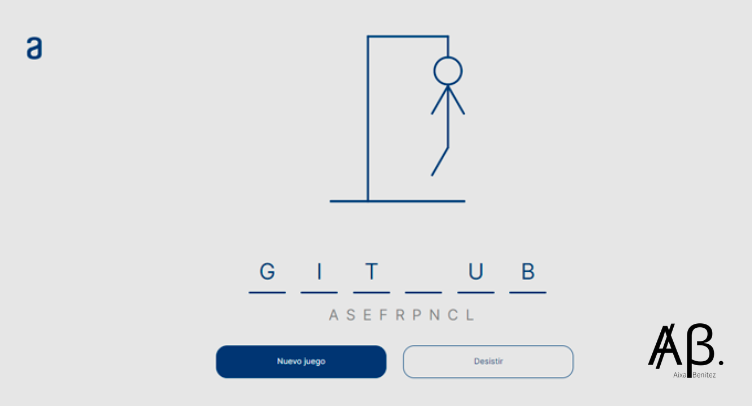 a
G I T _ U B
A S E F R P N C L
Nuevo juego
Desistir
AB.
Aixa Benitez